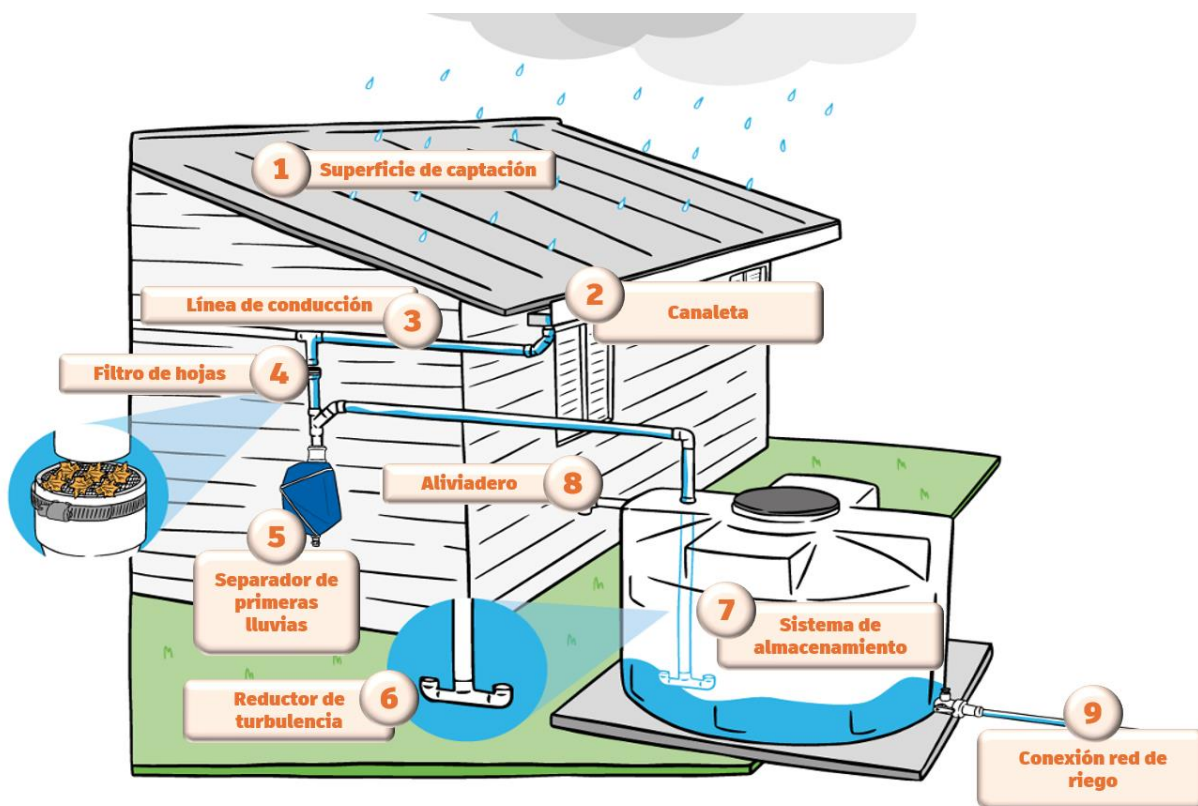 1
Superficie de captación
2
Canaleta
Línea de conducción
3
Filtro de hojas
4
Aliviadero
8
5
Separador de
primeras
lluvias
7
Sistema de
almacenamiento
6
Reductor de
turbulencia
9
Conexión red de
riego